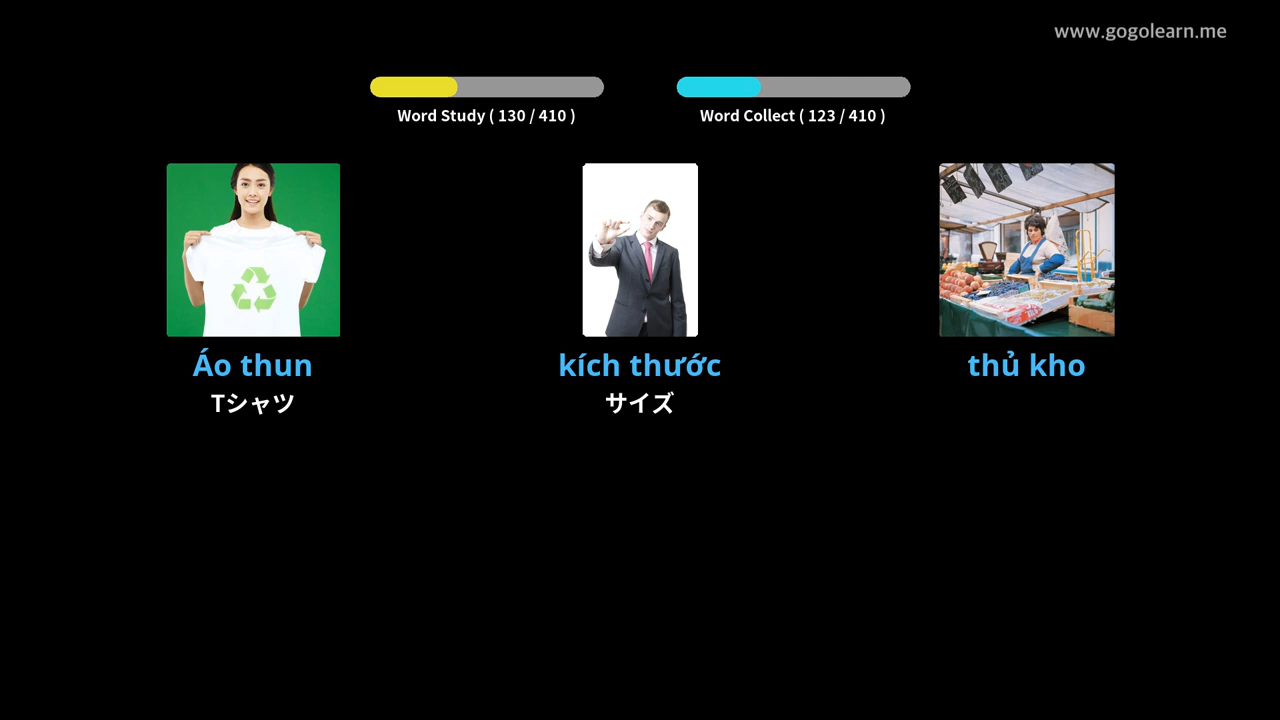 www.gogolearn.me
Word Study ( 130 / 410 )
Word Collect ( 123 / 410 )
Áo thun
kích thước
thủ kho
Tシャツ
サイズ